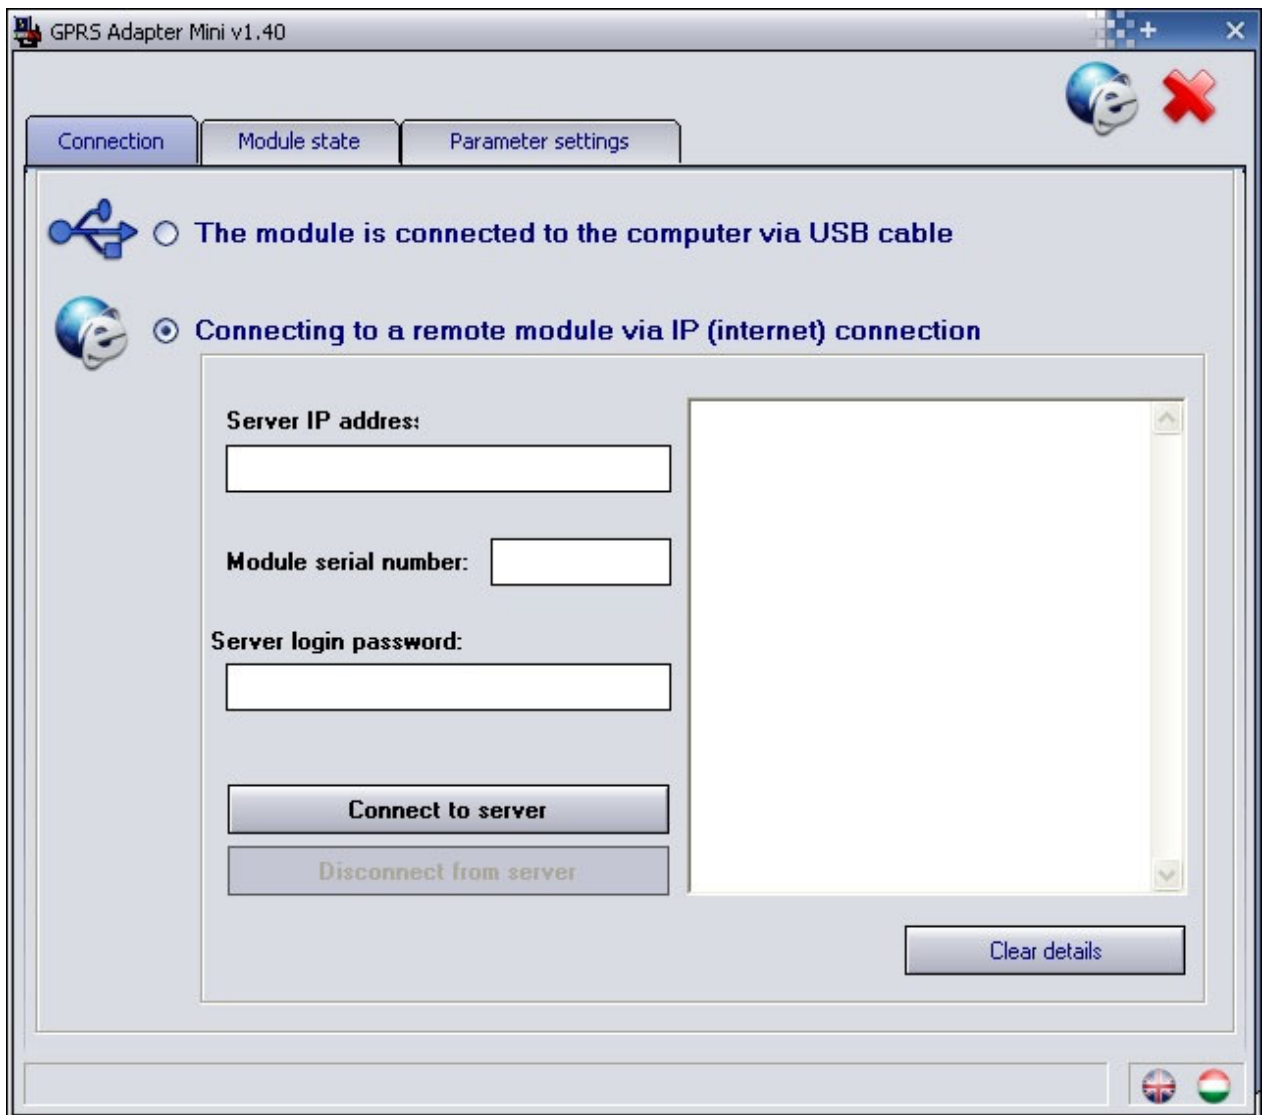 GPRS Adapter Mini v1.40
Connection
Module state
Parameter settings
The module is connected to the computer via USB cable
Connecting to a remote module via IP (internet) connection
Server IP addres:
Module serial number:
Server login password:
Connect to server
Disconnect from server
Clear details